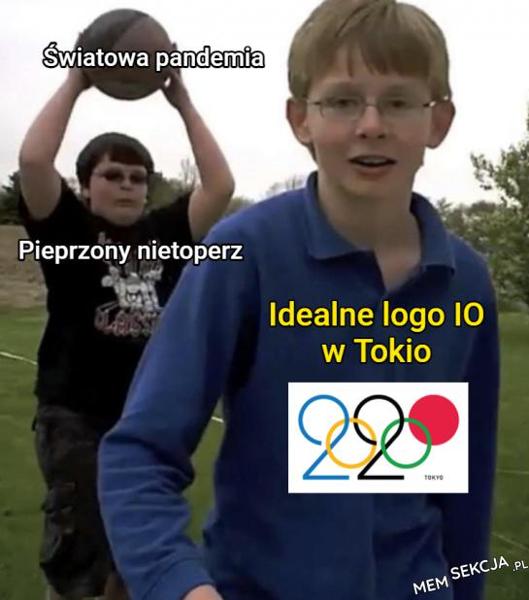 Światowa pandemia
Pieprzony nietoperz
Idealne logo IO
w Tokio
2020
TOKYO
MEM SEKCJA.PL